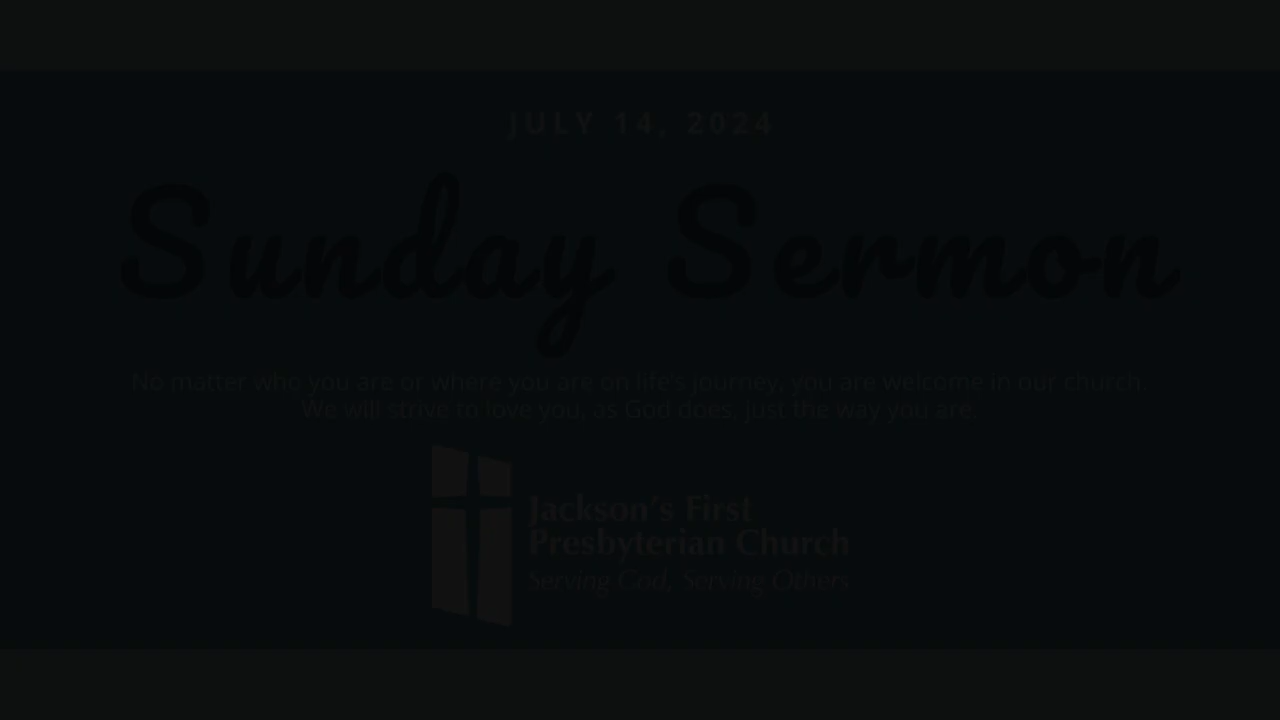 JULY 14, 2024
Sunday Sermon
No matter who you are or where you are on life's journey, you are welcome in our church.
We will strive to love you, as God does, just the way you are.
Jackson's First
Presbyterian Church
Serving God, Serving Others